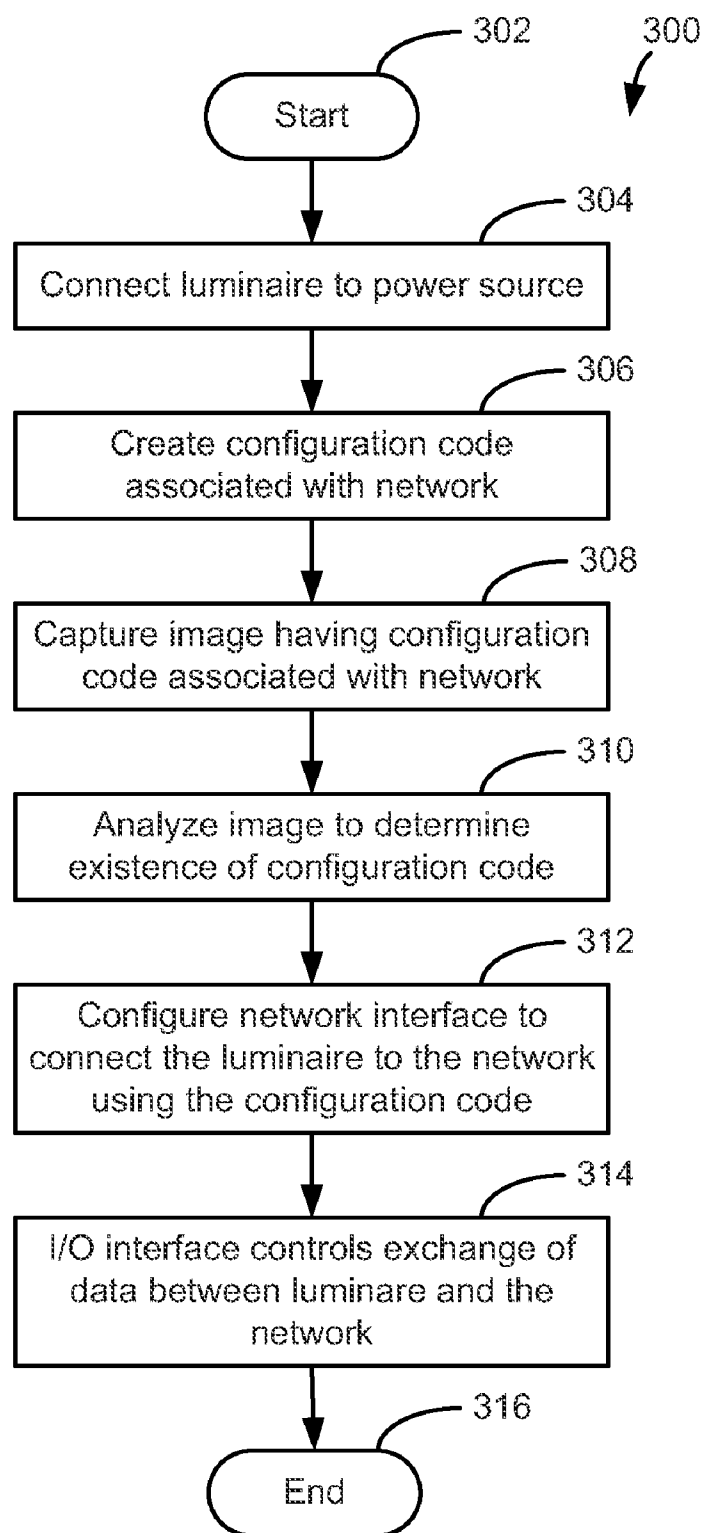 302
300
Start
304
Connect luminaire to power source
306
Create configuration code
associated with network
308
Capture image having configuration
code associated with network
310
Analyze image to determine
existence of configuration code
312
Configure network interface to
connect the luminaire to the network
using the configuration code
314
I/O interface controls exchange of
data between luminare and the
network
316
End